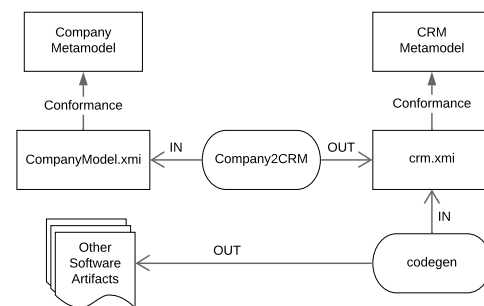 Company
Metamodel
CRM
Metamodel
Conformance
Conformance
CompanyModel.xmi
IN
Company2CRM
OUT
crm.xmi
IN
Other
Software
Artifacts
OUT
codegen